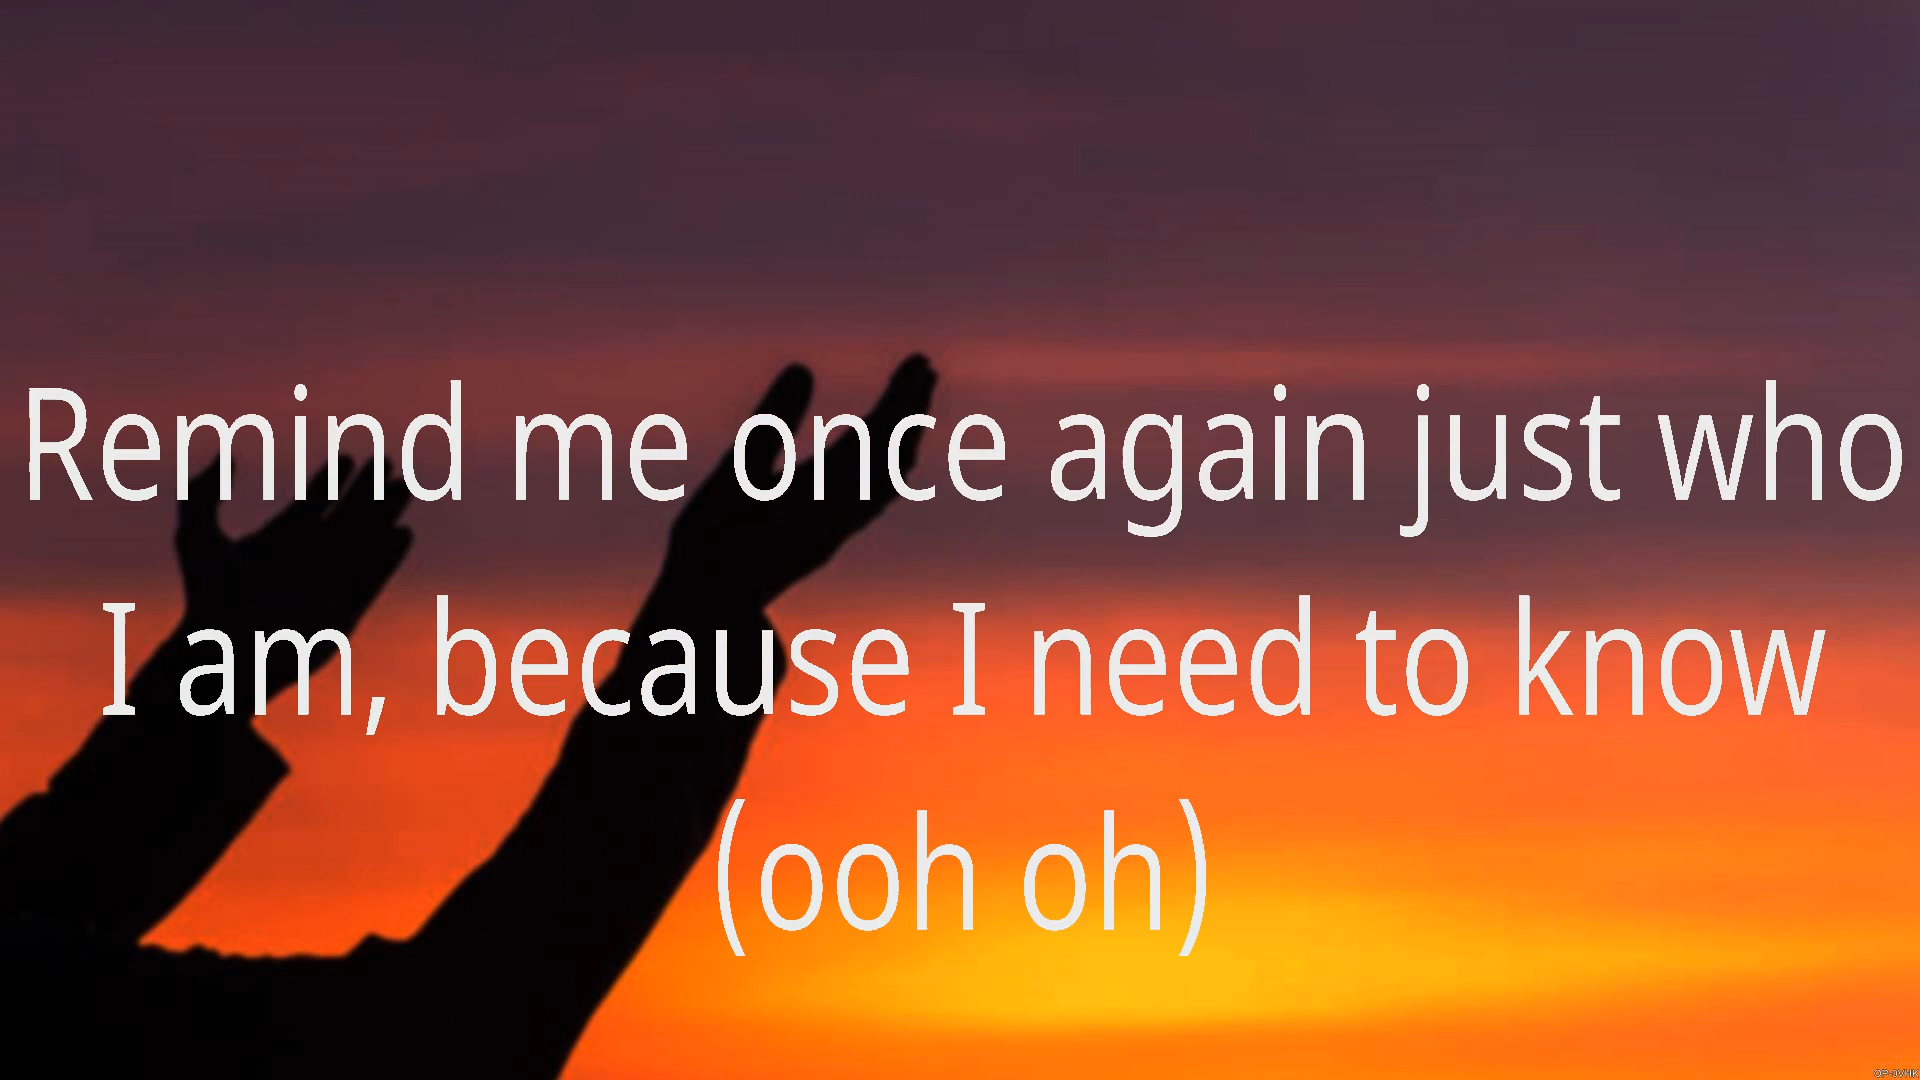 Remind me once again just who
I am, because I need to know
(ooh oh)